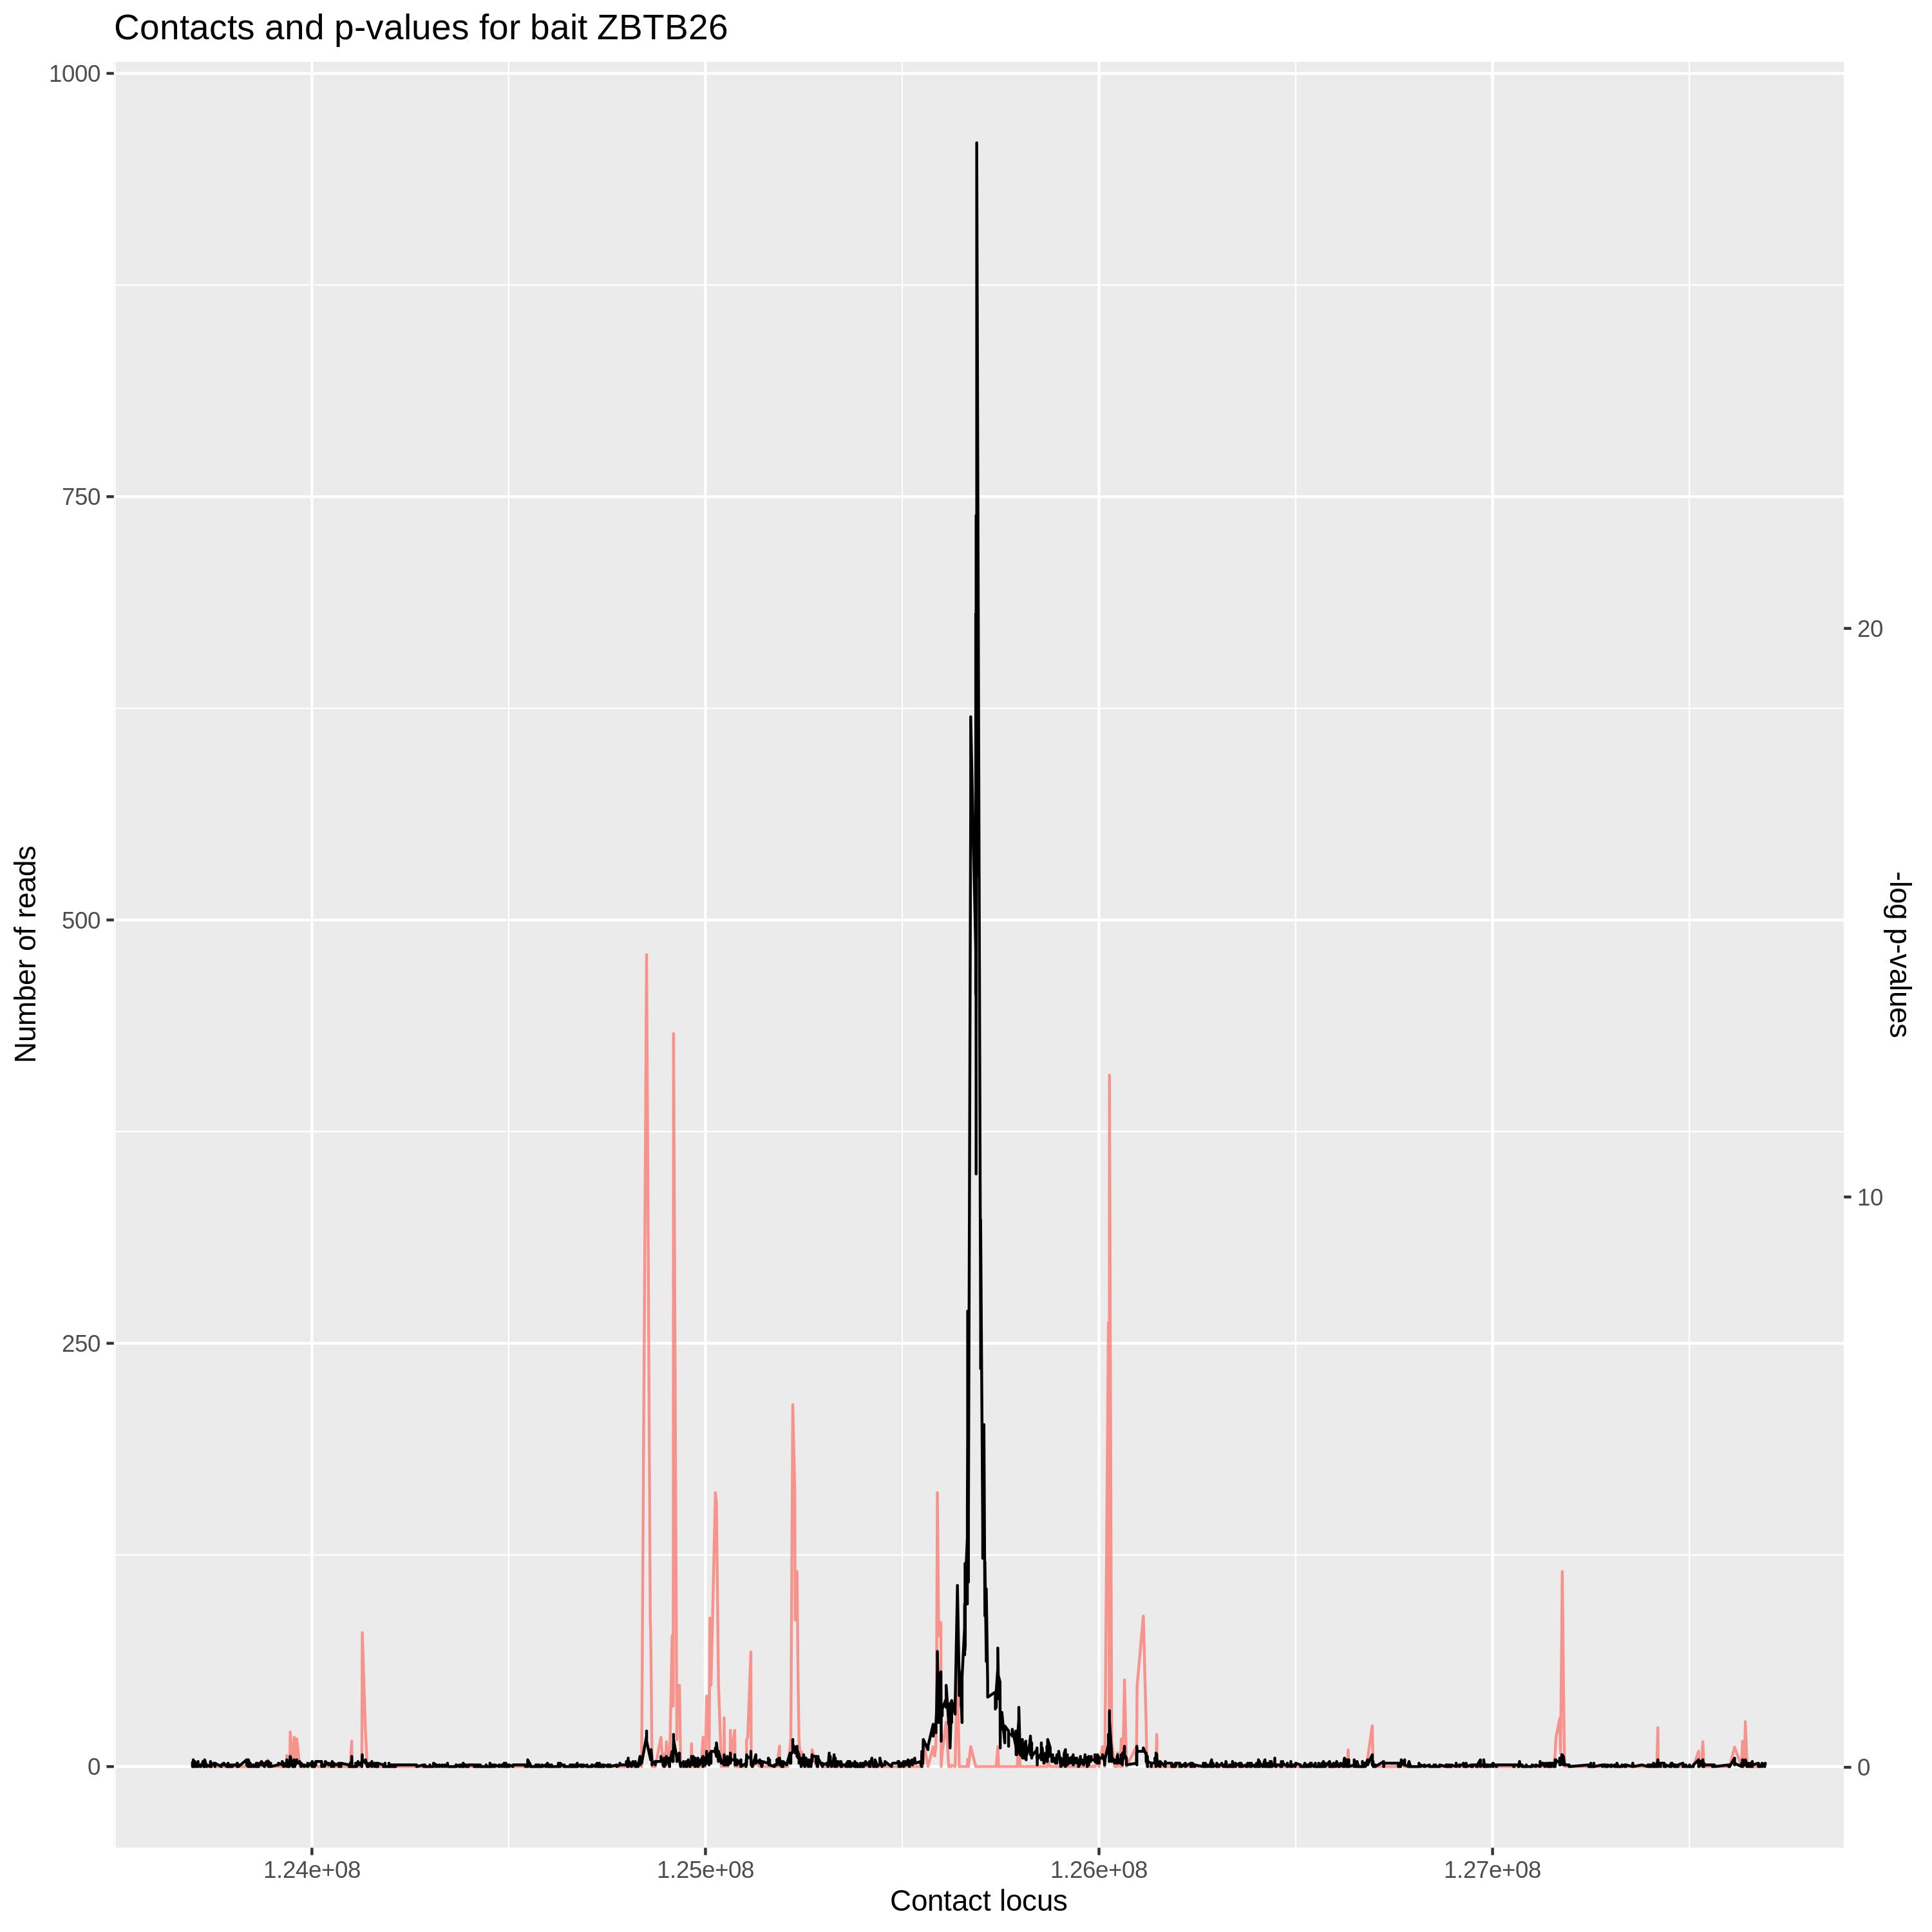 Contacts and p-values for bait ZBTB26
1000
750
500
250
0
Number of reads
20
10
0
-log p-values
1.24e+08
1.25e+08
1.26e+08
1.27e+08
Contact locus